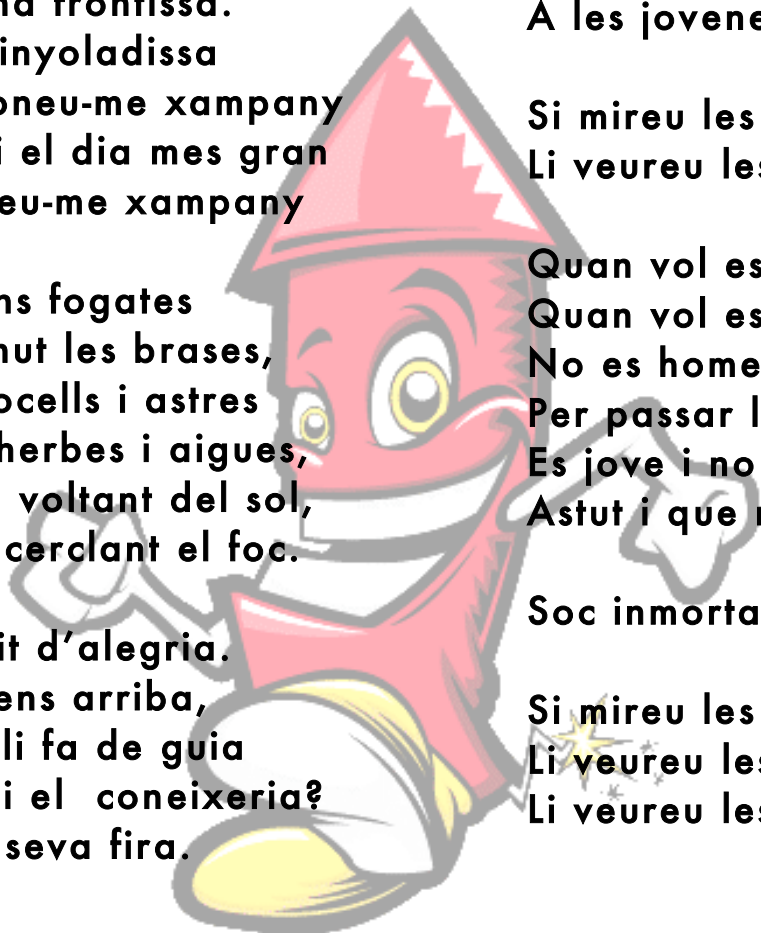 frontissa.
inyoladissa
oneu-me xampany
i el dia mes gran
eu-me xampany
ns fogates
nut les brases,
ocells i astres
herbes i aigues,
voltant del sol,
cerclant el foc.
it d'alegria.
ens arriba,
li fa de guia
i el coneixeria?
seva fira.
A les jovene
Si mireu les
Li veureu les
Quan vol es
Quan vol es
No es home
Per passar l
Es jove i no
Astut i que
Soc inmorta
Si mireu les
Li veureu les
Li veureu les